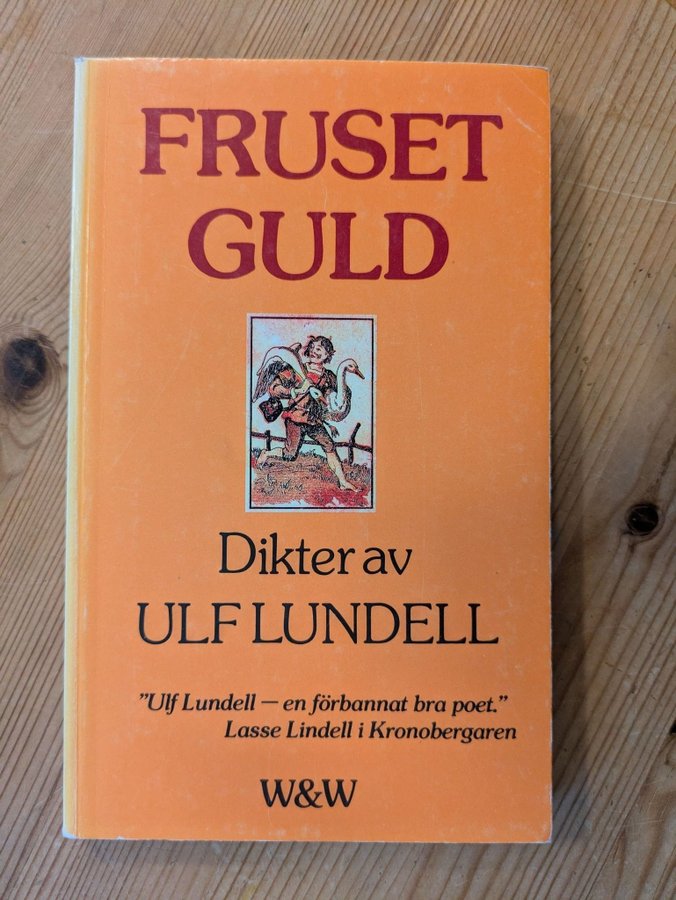 FRUSET
GULD
Dikter av
ULF LUNDELL
”Ulf Lundell — en förbannat bra poet.”
Lasse Lindell i Kronobergaren
W&W